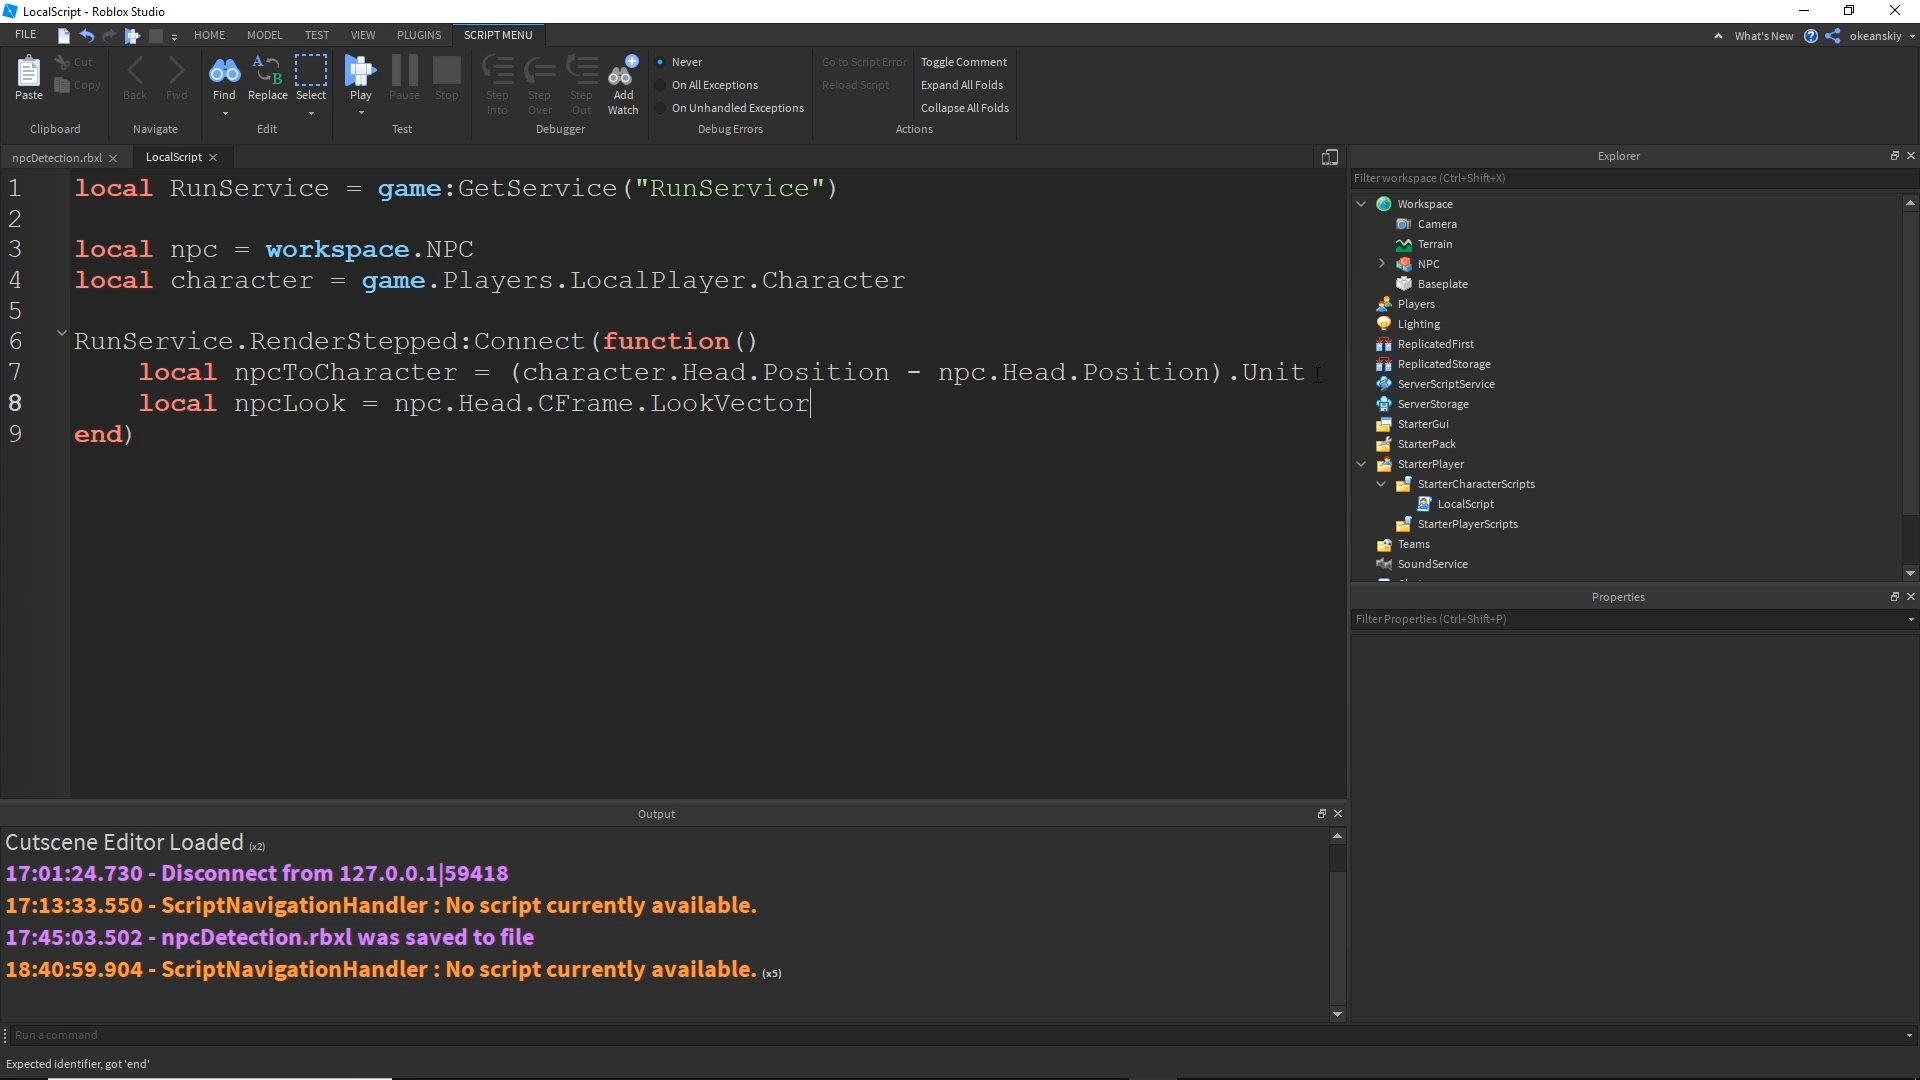 LocalScript - Roblox Studio
FILE HOME MODEL TEST VIEW PLUGINS SCRIPT MENU What's New okeanskiy
Paste Cut Copy
Clipboard
Back Fwd
Navigate
Find Replace Select
Edit
Play Pause Stop
Test
Step Into Step Over Step Out Add Watch
Debugger
Never
On All Exceptions
On Unhandled Exceptions
Debug Errors
Go to Script Error
Reload Script
Toggle Comment
Expand All Folds
Collapse All Folds
Actions
npcDetection.rbxl LocalScript
1 local RunService = game:GetService("RunService")
2
3 local npc = workspace.NPC
4 local character = game.Players.LocalPlayer.Character
5
6 RunService.RenderStepped:Connect(function()
7 local npcToCharacter = (character.Head.Position - npc.Head.Position).Unit
8 local npcLook = npc.Head.CFrame.LookVector
9 end)
Explorer
Filter workspace (Ctrl+Shift+X)
Workspace
Camera
Terrain
NPC
Baseplate
Players
Lighting
ReplicatedFirst
ReplicatedStorage
ServerScriptService
ServerStorage
StarterGui
StarterPack
StarterPlayer
StarterCharacterScripts
LocalScript
StarterPlayerScripts
Teams
SoundService
Properties
Filter Properties (Ctrl+Shift+P)
Output
Cutscene Editor Loaded (x2)
17:01:24.730 - Disconnect from 127.0.0.1|59418
17:13:33.550 - ScriptNavigationHandler : No script currently available.
17:45:03.502 - npcDetection.rbxl was saved to file
18:40:59.904 - ScriptNavigationHandler : No script currently available. (x5)
Run a command
Expected identifier, got 'end'